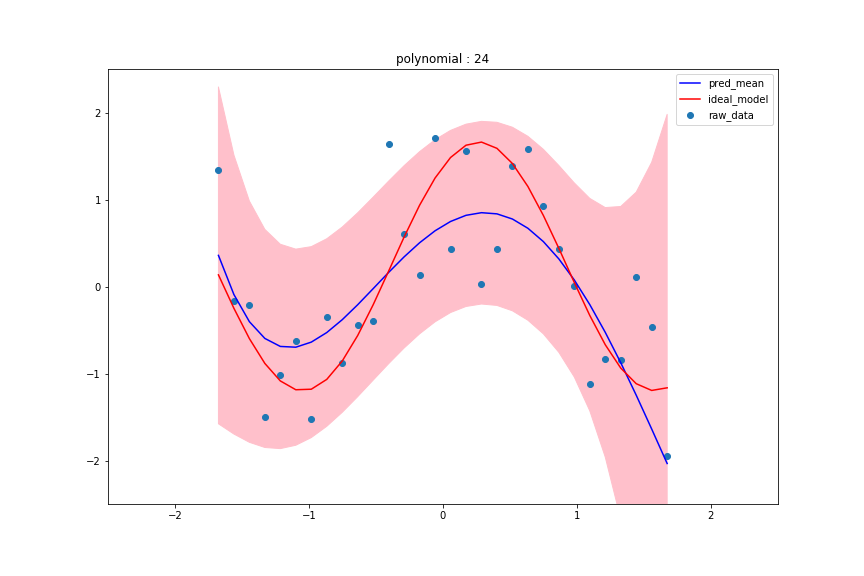 polynomial : 24
pred_mean
ideal_model
raw_data
2
1
0
−1
−2
−2
−1
0
1
2